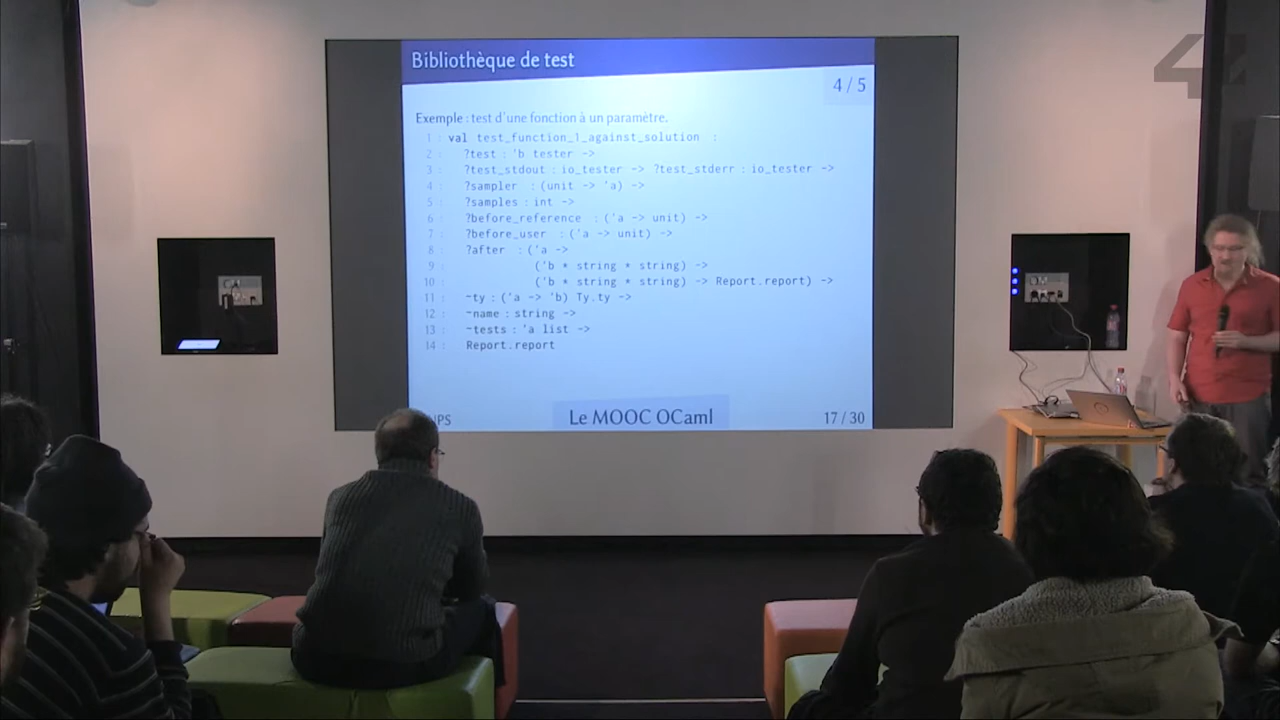 42
Bibliothèque de test
4 / 5
Exemple : test d'une fonction à un paramètre.
1 : val test_function_1_against_solution :
2 : ?test : 'b tester ->
3 : ?test_stdout : io_tester -> ?test_stderr : io_tester ->
4 : ?sampler : (unit -> 'a) ->
5 : ?samples : int ->
6 : ?before_reference : ('a -> unit) ->
7 : ?before_user : ('a -> unit) ->
8 : ?after : ('a ->
9 : ('b * string * string) ->
10 : ('b * string * string) -> Report.report) ->
11 : ~ty : ('a -> 'b) Ty.ty ->
12 : ~name : string ->
13 : ~tests : 'a list ->
14 : Report.report
Le MOOC OCaml
17 / 30